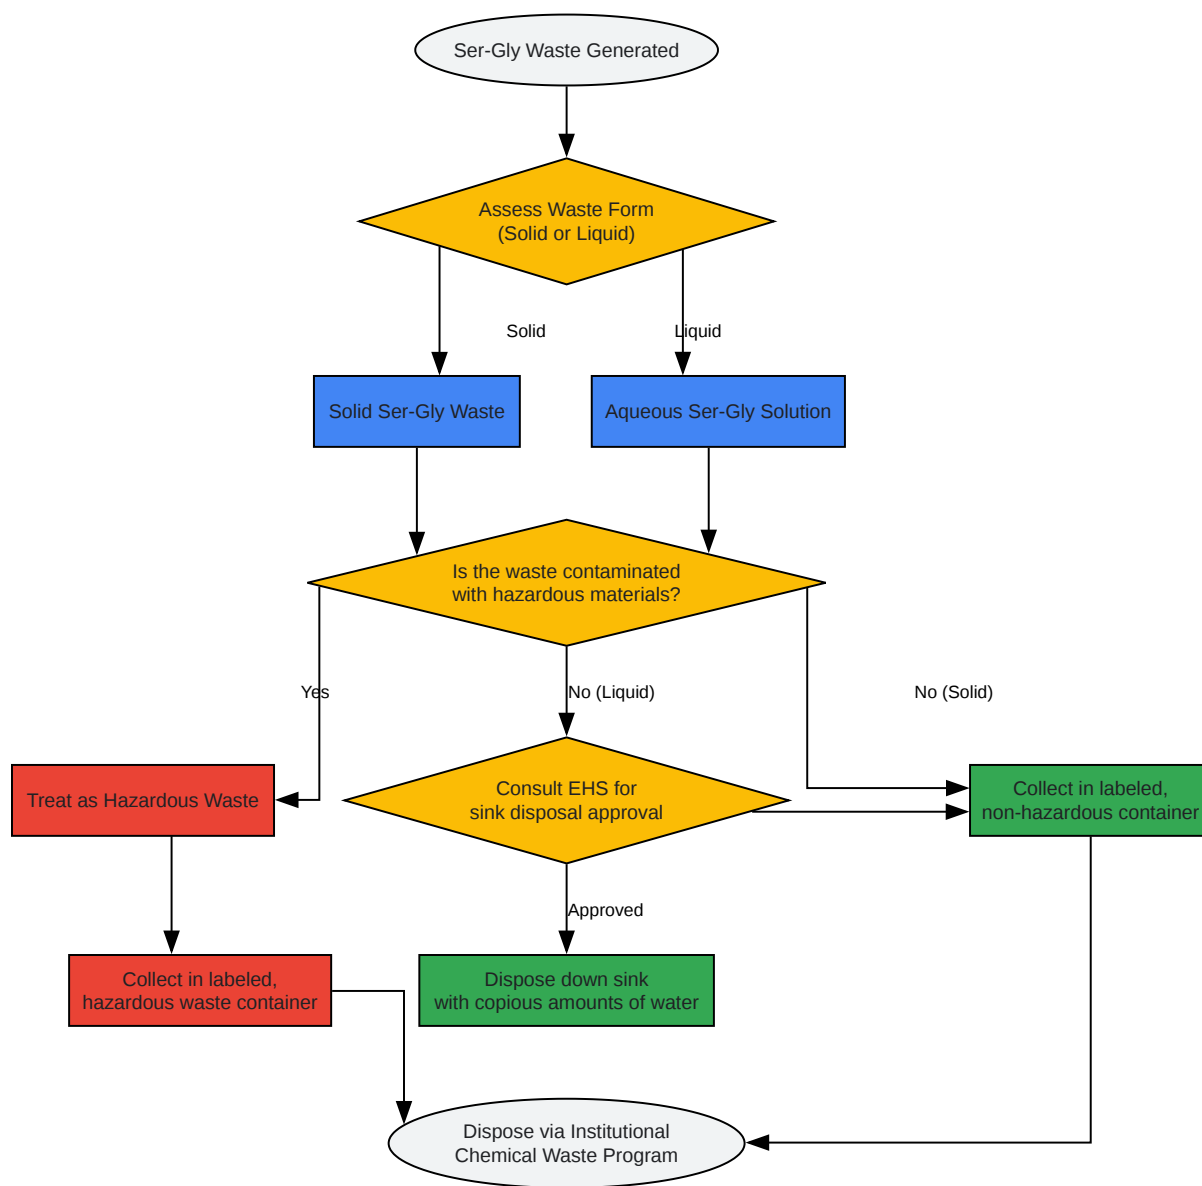 Ser-Gly Waste Generated
Assess Waste Form
(Solid or Liquid)
Solid
Liquid
Solid Ser-Gly Waste
Aqueous Ser-Gly Solution
Is the waste contaminated
with hazardous materials?
Yes
No (Liquid)
No (Solid)
Treat as Hazardous Waste
Consult EHS for
sink disposal approval
Collect in labeled,
non-hazardous container
Approved
Collect in labeled,
hazardous waste container
Dispose down sink
with copious amounts of water
Dispose via Institutional
Chemical Waste Program